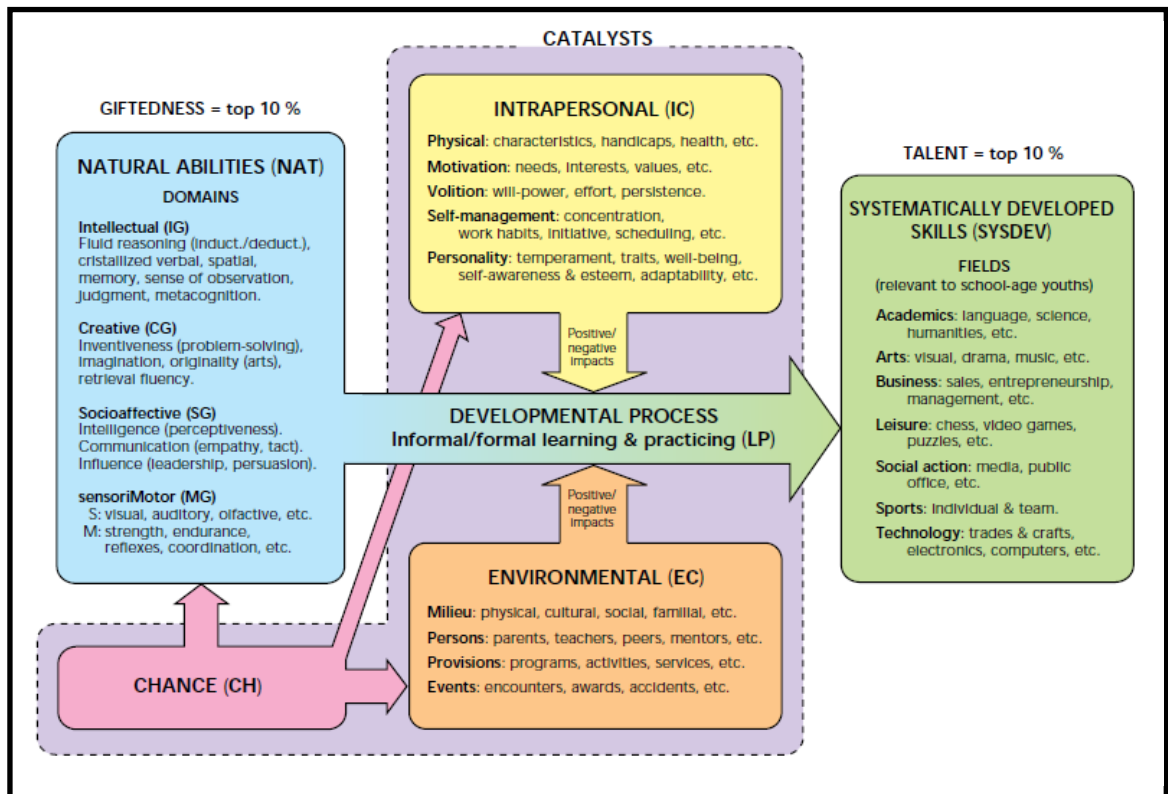 CATALYSTS
GIFTEDNESS = top 10 %
NATURAL ABILITIES (NAT)
DOMAINS
Intellectual (IG)
Fluid reasoning (induct./deduct.),
cristallized verbal, spatial,
memory, sense of observation,
judgment, metacognition.
Creative (CG)
Inventiveness (problem-solving),
imagination, originality (arts),
retrieval fluency.
Socioaffective (SG)
Intelligence (perceptiveness).
Communication (empathy, tact).
Influence (leadership, persuasion).
sensoriMotor (MG)
S: visual, auditory, olfactive, etc.
M: strength, endurance,
reflexes, coordination, etc.
CHANCE (CH)
INTRAPERSONAL (IC)
Physical: characteristics, handicaps, health, etc.
Motivation: needs, interests, values, etc.
Volition: will-power, effort, persistence.
Self-management: concentration,
work habits, initiative, scheduling, etc.
Personality: temperament, traits, well-being,
self-awareness & esteem, adaptability, etc.
Positive/
negative
impacts
DEVELOPMENTAL PROCESS
Informal/formal learning & practicing (LP)
Positive/
negative
impacts
ENVIRONMENTAL (EC)
Milieu: physical, cultural, social, familial, etc.
Persons: parents, teachers, peers, mentors, etc.
Provisions: programs, activities, services, etc.
Events: encounters, awards, accidents, etc.
TALENT = top 10 %
SYSTEMATICALLY DEVELOPED
SKILLS (SYSDEV)
FIELDS
(relevant to school-age youths)
Academics: language, science,
humanities, etc.
Arts: visual, drama, music, etc.
Business: sales, entrepreneurship,
management, etc.
Leisure: chess, video games,
puzzles, etc.
Social action: media, public
office, etc.
Sports: individual & team.
Technology: trades & crafts,
electronics, computers, etc.